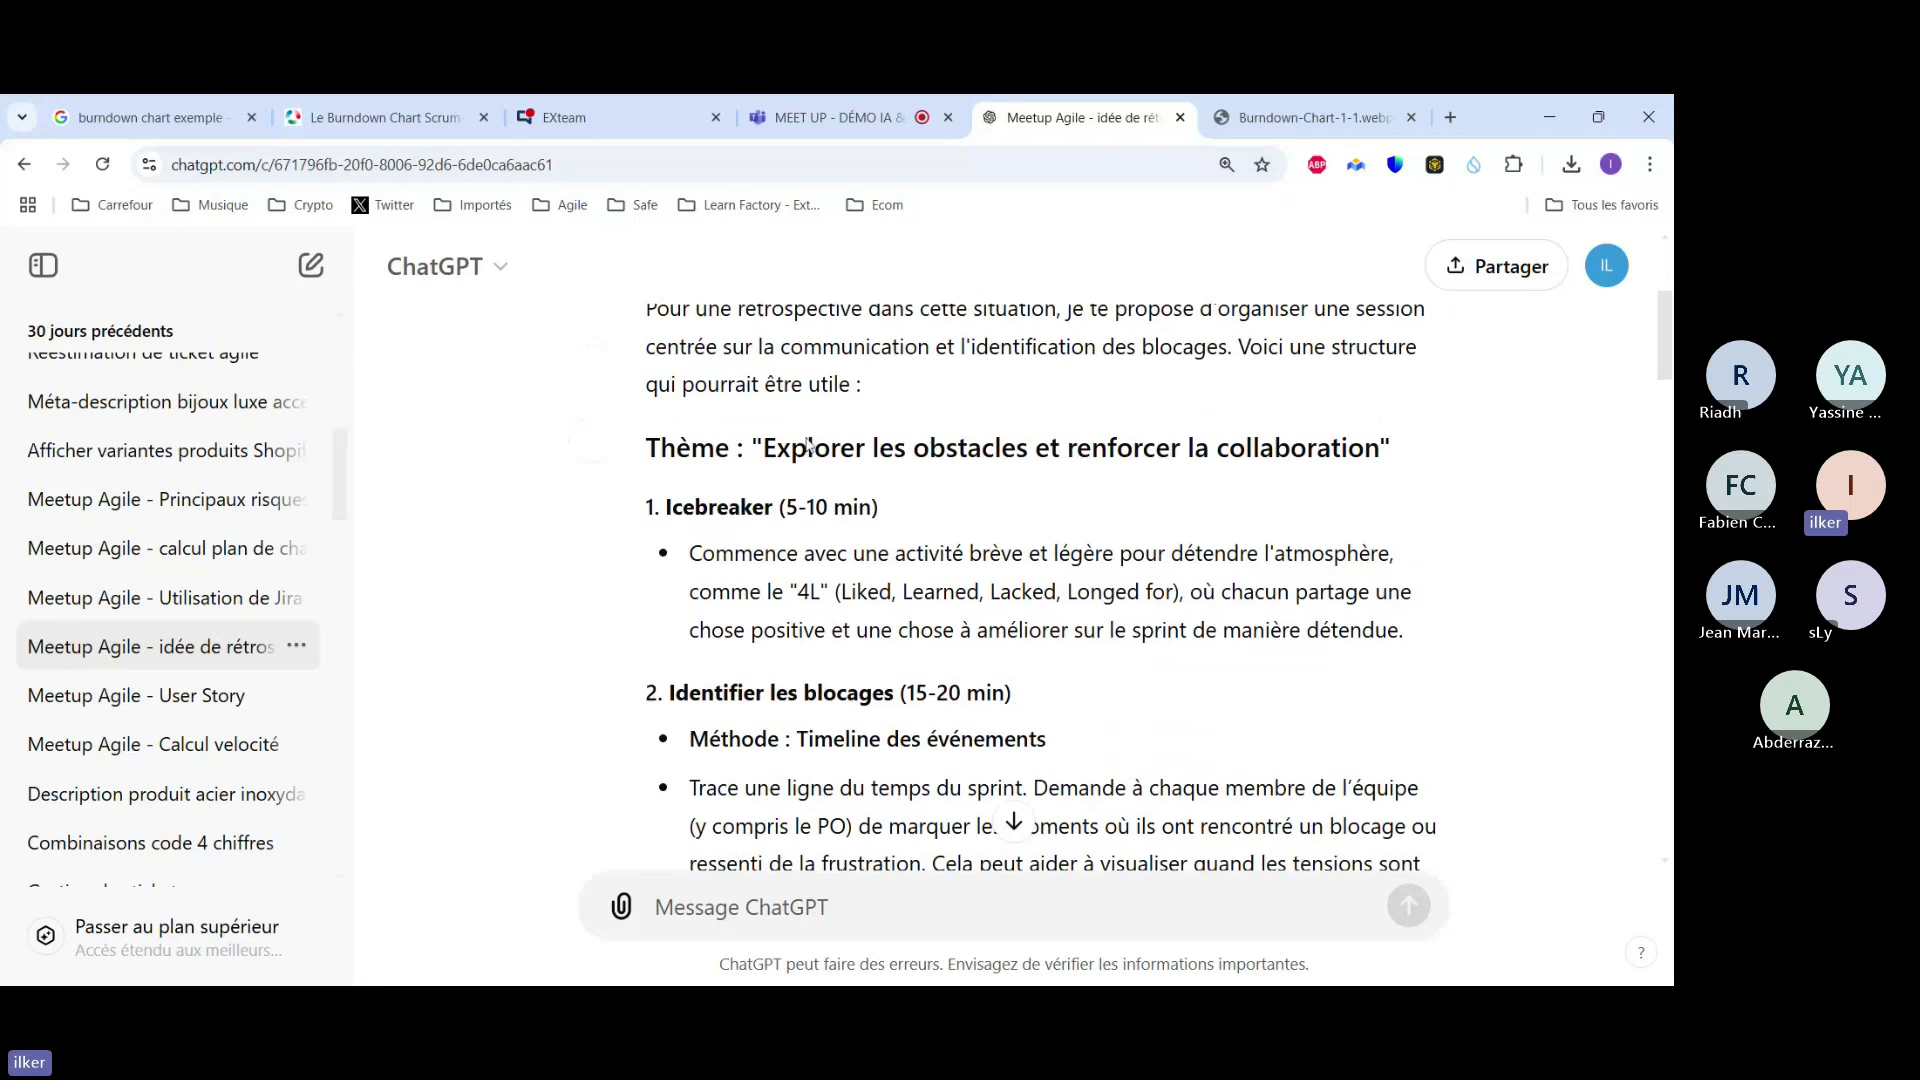 burndown chart exemple -
Le Burndown Chart Scrum
EXteam
MEET UP - DÉMO IA &
Meetup Agile - idée de rét
Burndown-Chart-1-1.webp
chatgpt.com/c/671796fb-20f0-8006-92d6-6de0ca6aac61
ABP
I
Carrefour
Musique
Crypto
Twitter
Importés
Agile
Safe
Learn Factory - Ext...
Ecom
Tous les favoris
ChatGPT
Partager
IL
30 jours précédents
Réestimation de ticket agile
Méta-description bijoux luxe acce
Afficher variantes produits Shopif
Meetup Agile - Principaux risques
Meetup Agile - calcul plan de cha
Meetup Agile - Utilisation de Jira
Meetup Agile - idée de rétros
Meetup Agile - User Story
Meetup Agile - Calcul velocité
Description produit acier inoxyda
Combinaisons code 4 chiffres
Passer au plan supérieur
Accès étendu aux meilleurs...
Pour une rétrospective dans cette situation, je te propose d'organiser une session
centrée sur la communication et l'identification des blocages. Voici une structure
qui pourrait être utile :
Thème : "Explorer les obstacles et renforcer la collaboration"
1. Icebreaker (5-10 min)
• Commence avec une activité brève et légère pour détendre l'atmosphère,
comme le "4L" (Liked, Learned, Lacked, Longed for), où chacun partage une
chose positive et une chose à améliorer sur le sprint de manière détendue.
2. Identifier les blocages (15-20 min)
• Méthode : Timeline des événements
• Trace une ligne du temps du sprint. Demande à chaque membre de l’équipe
(y compris le PO) de marquer les moments où ils ont rencontré un blocage ou
ressenti de la frustration. Cela peut aider à visualiser quand les tensions sont
Message ChatGPT
ChatGPT peut faire des erreurs. Envisagez de vérifier les informations importantes.
?
R
Riadh
YA
Yassine ...
FC
Fabien C...
I
ilker
JM
Jean Mar...
S
sLy
A
Abderraz...
ilker